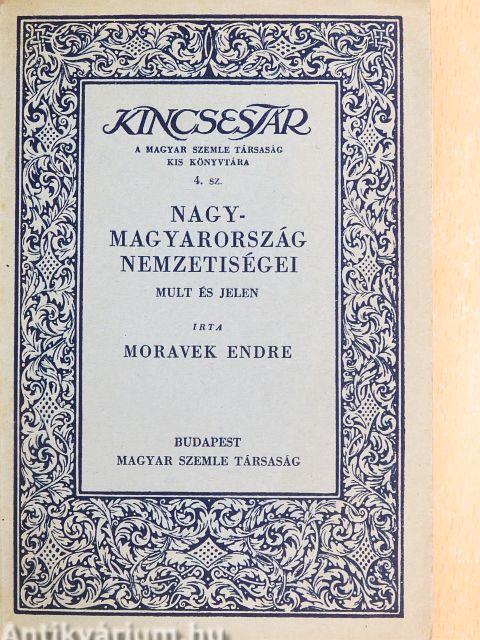 KINCSESTÁR
A MAGYAR SZEMLE TÁRSASÁG
KIS KÖNYVTÁRA
4. SZ.
NAGY-
MAGYARORSZÁG
NEMZETISÉGEI
MULT ÉS JELEN
IRTA
MORAVEK ENDRE
BUDAPEST
MAGYAR SZEMLE TÁRSASÁG
Antikvárium.hu